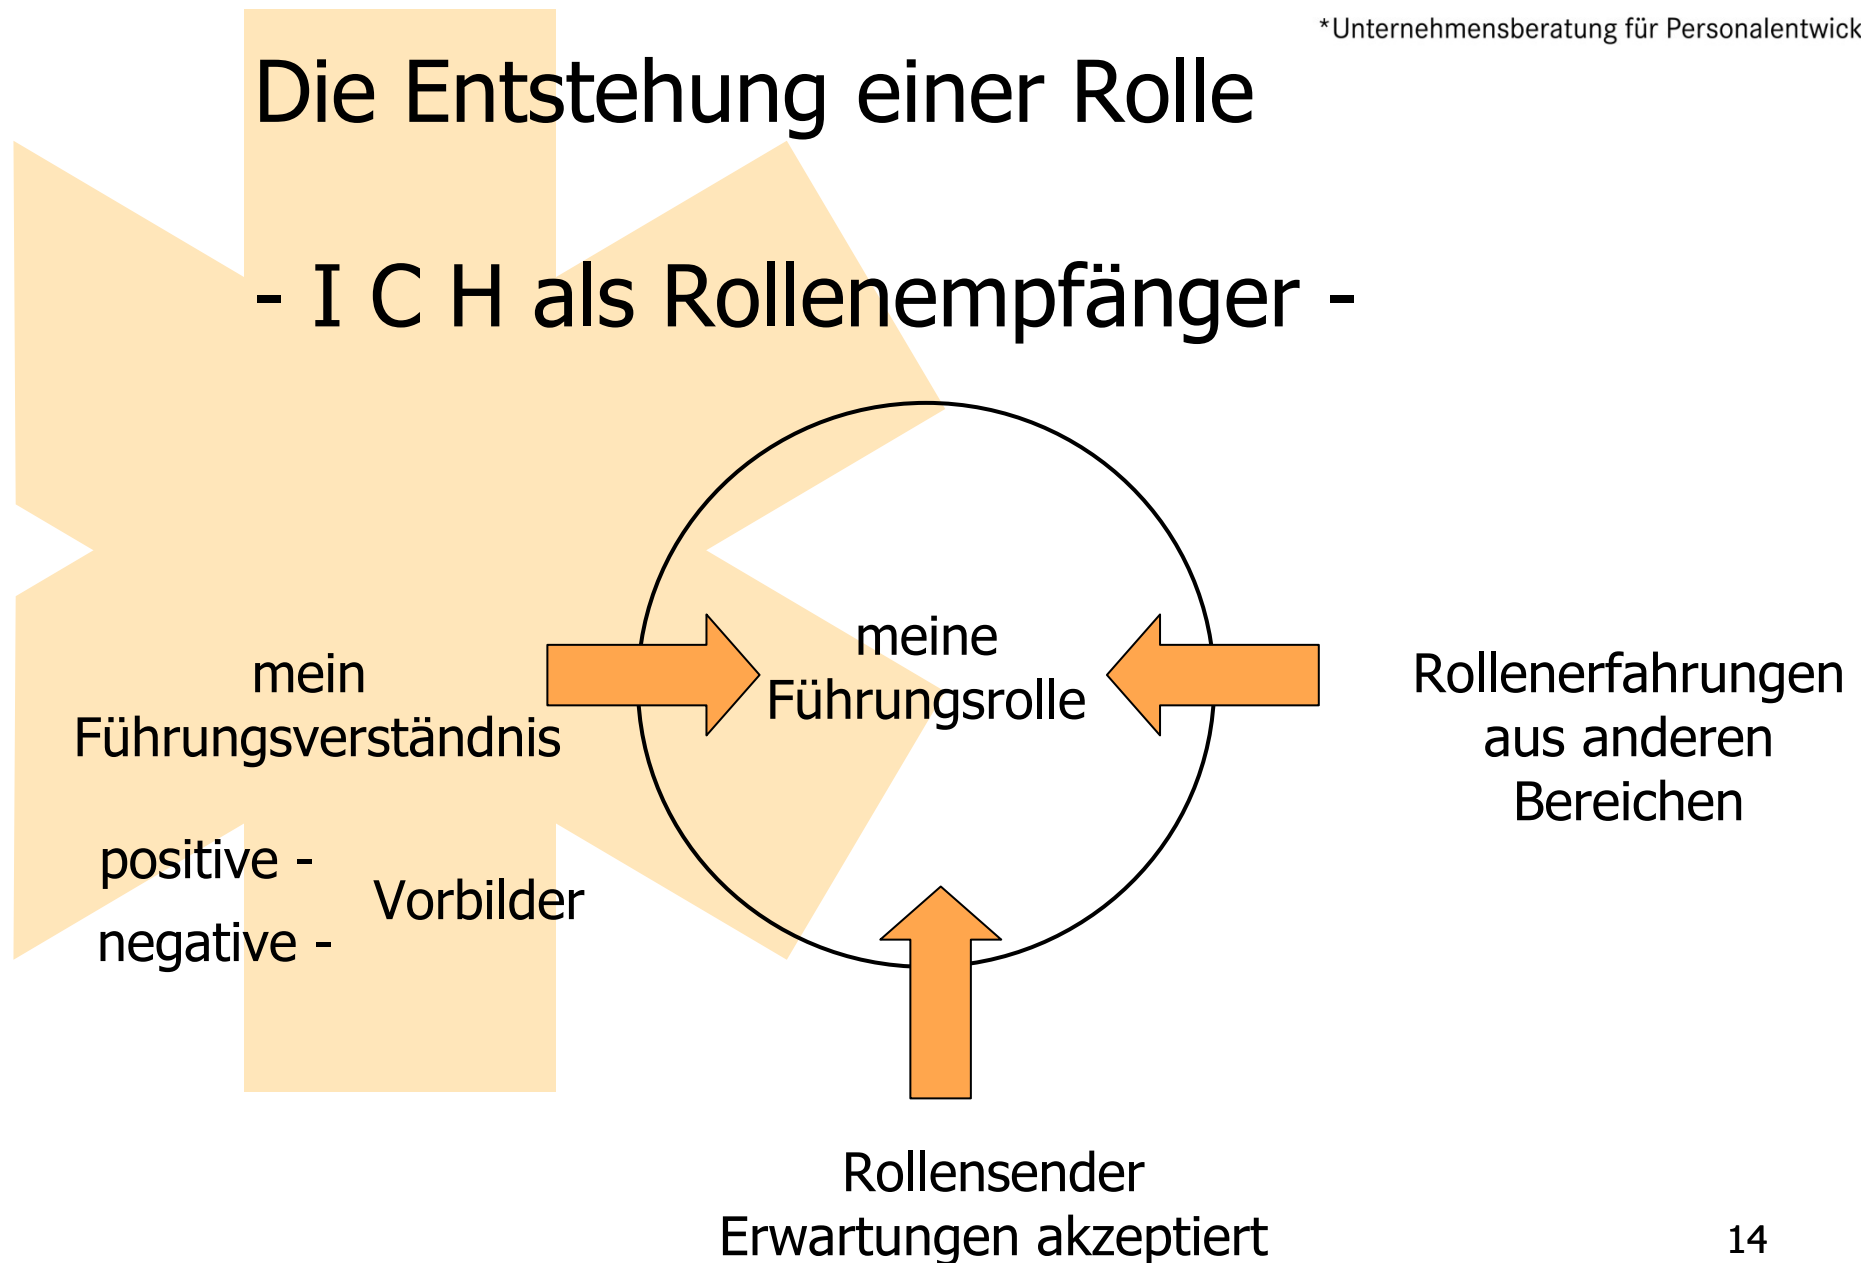 *Unternehmensberatung für Personalentwick
Die Entstehung einer Rolle
- I C H als Rollenempfänger -
meine
Führungsrolle
mein
Führungsverständnis
Rollenerfahrungen
aus anderen
Bereichen
positive -
Vorbilder
negative -
Rollensender
Erwartungen akzeptiert
14